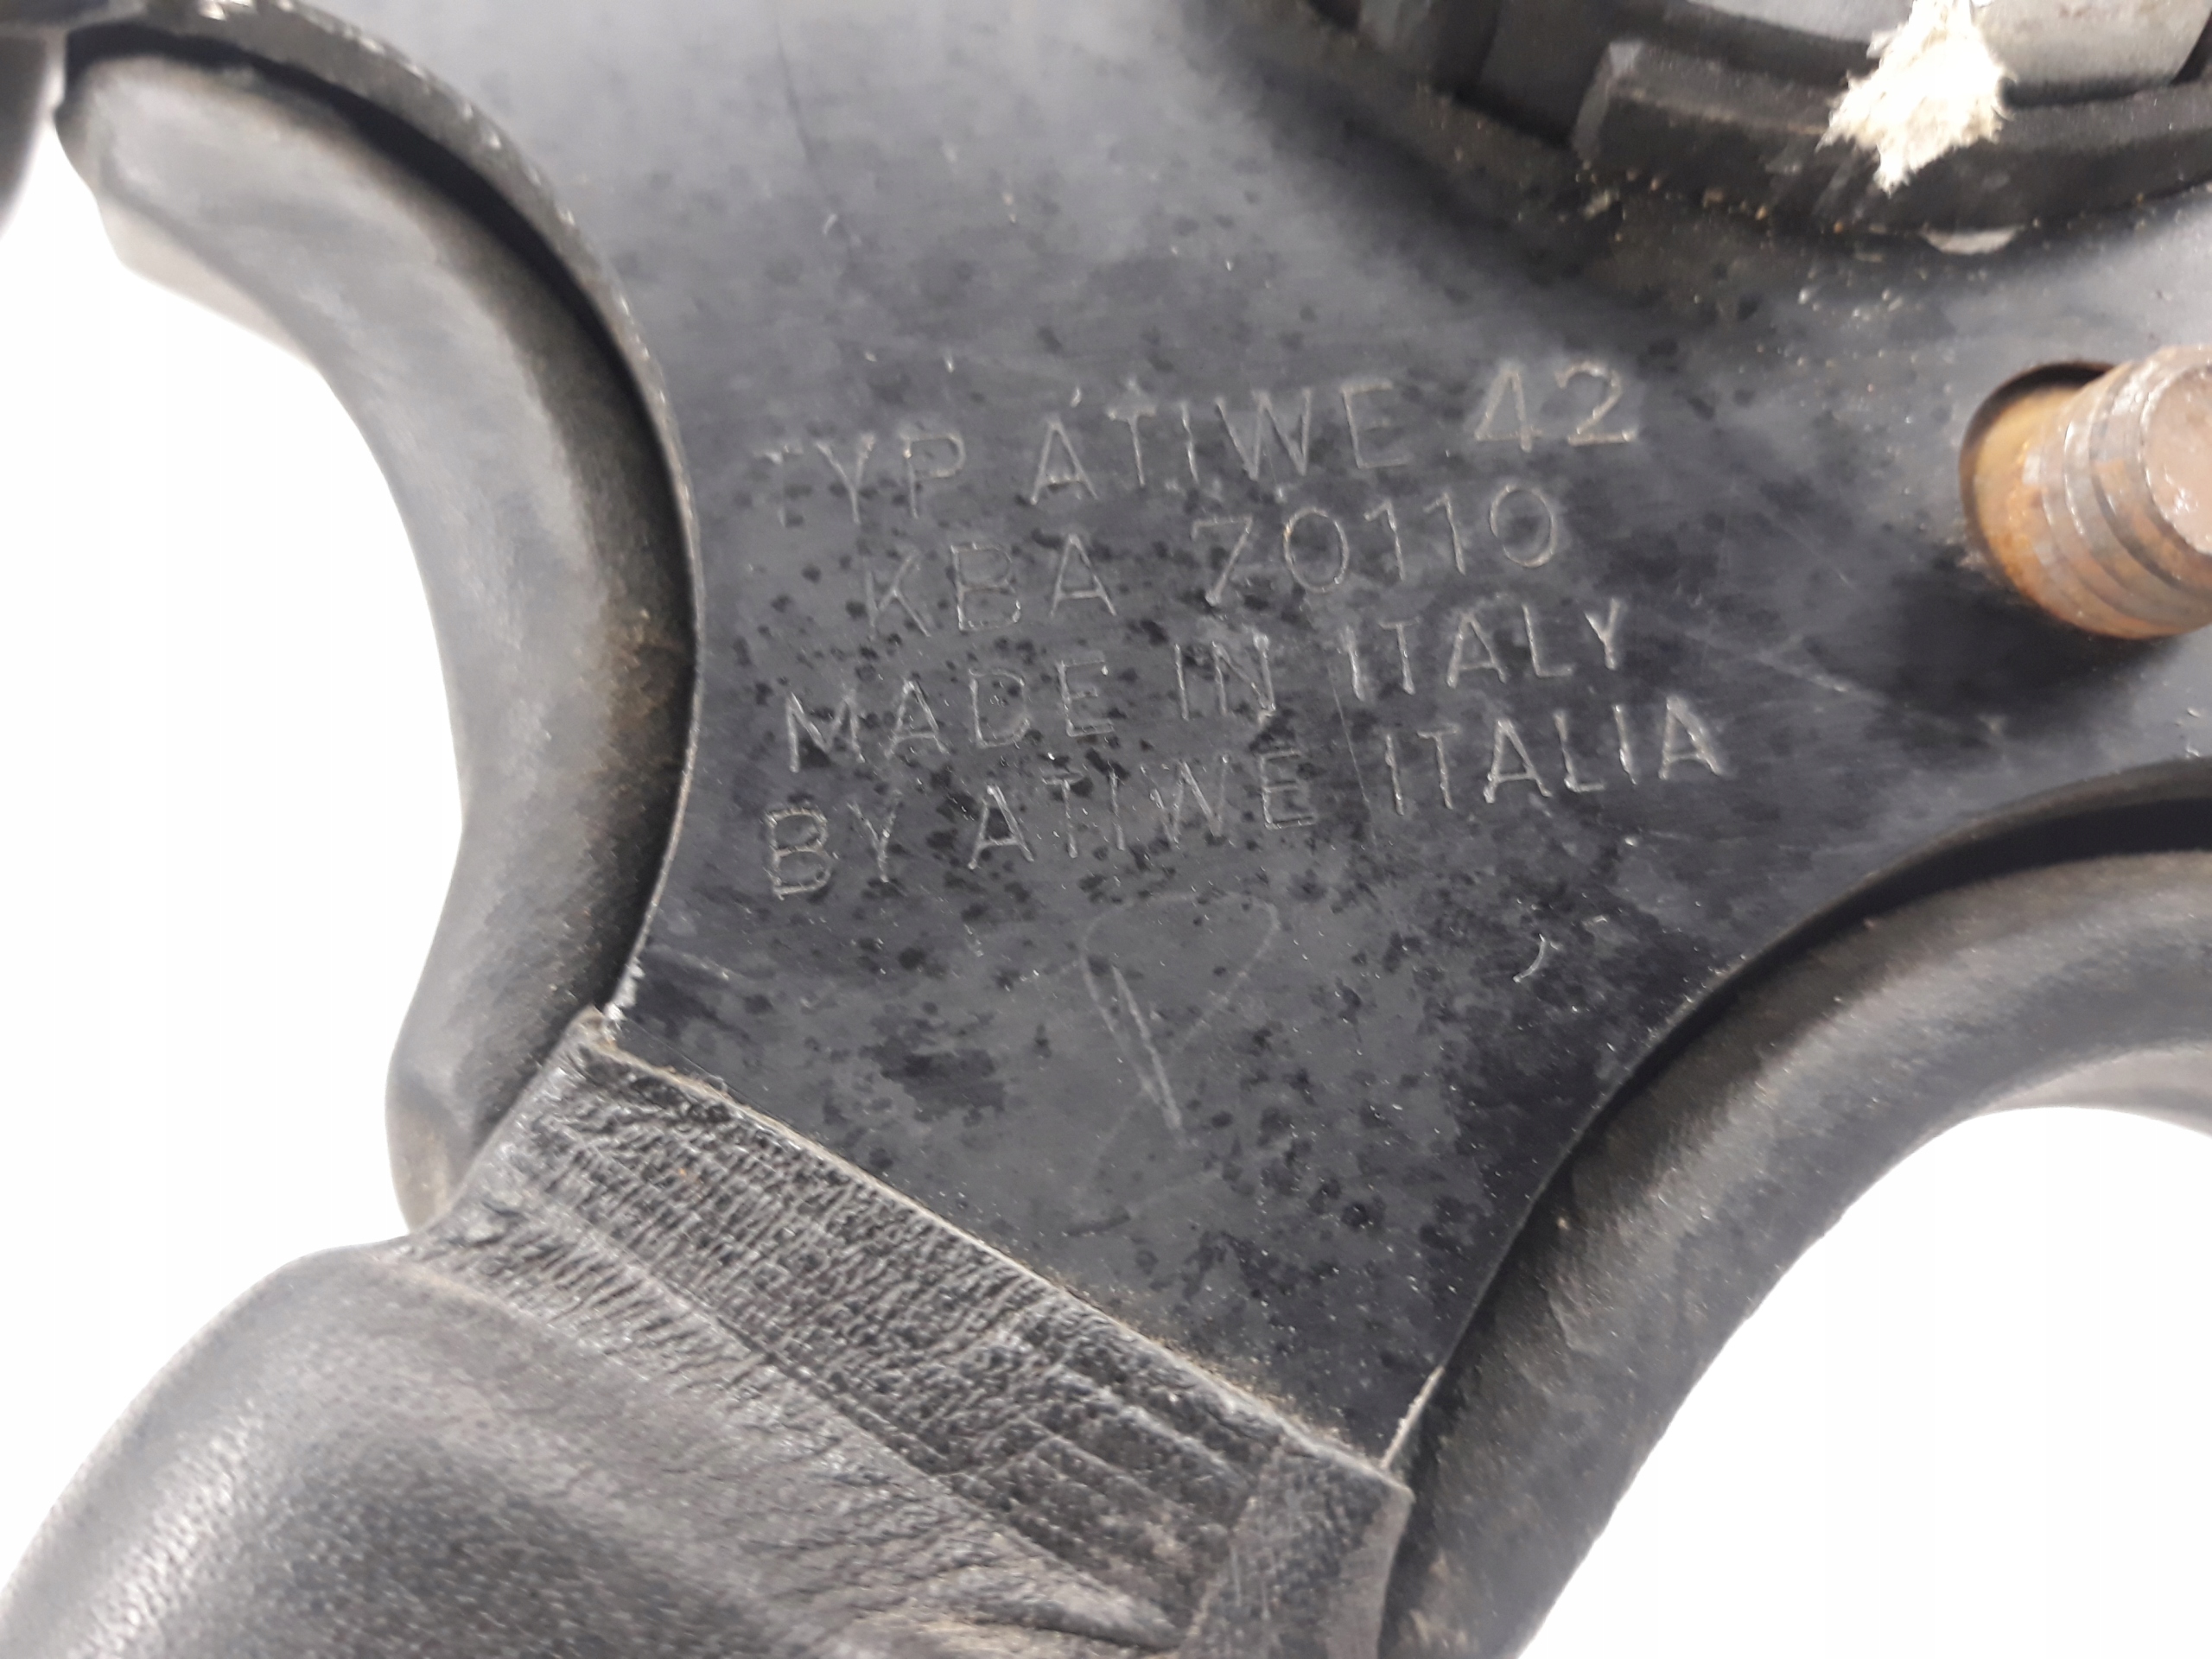 TYP ATIWE 42
KBA 70110
MADE IN ITALY
BY ATIWE ITALIA